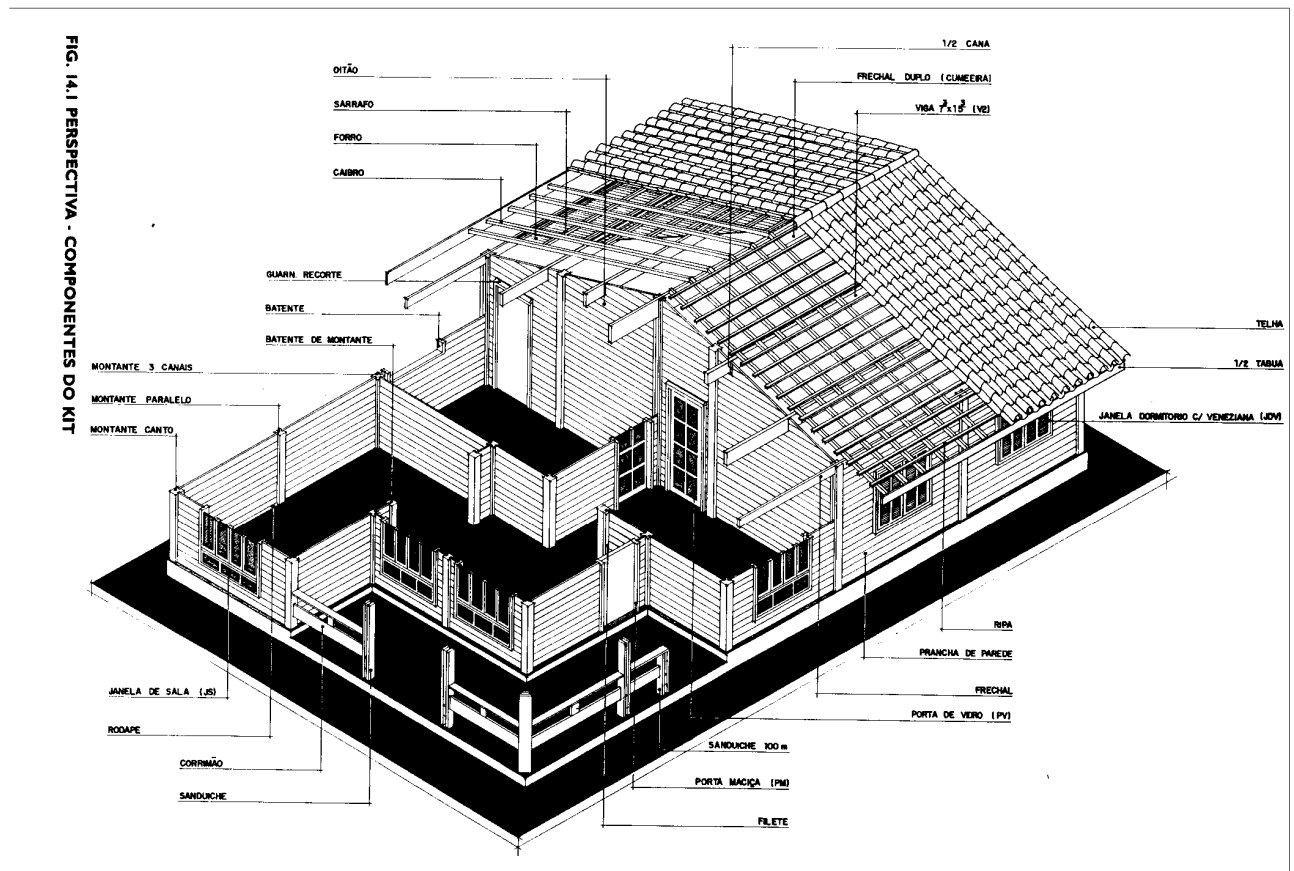 FIG. 14.1 PERSPECTIVA - COMPONENTES DO KIT
OITÃO
SARRAFO
FORRO
CAIBRO
GUARN. RECORTE
BATENTE
BATENTE DE MONTANTE
MONTANTE 3 CANAIS
MONTANTE PARALELO
MONTANTE CANTO
1/2 CANA
FRECHAL DUPLO (CUMEEIRA)
VIGA 7³x15³ (V2)
TELHA
1/2 TABUA
JANELA DORMITORIO C/ VENEZIANA (JDV)
RIPA
PRANCHA DE PAREDE
FRECHAL
PORTA DE VIDRO (PV)
SANDUICHE 100 m
PORTA MACIÇA (PM)
FILETE
JANELA DE SALA (JS)
RODAPE
CORRIMÃO
SANDUICHE